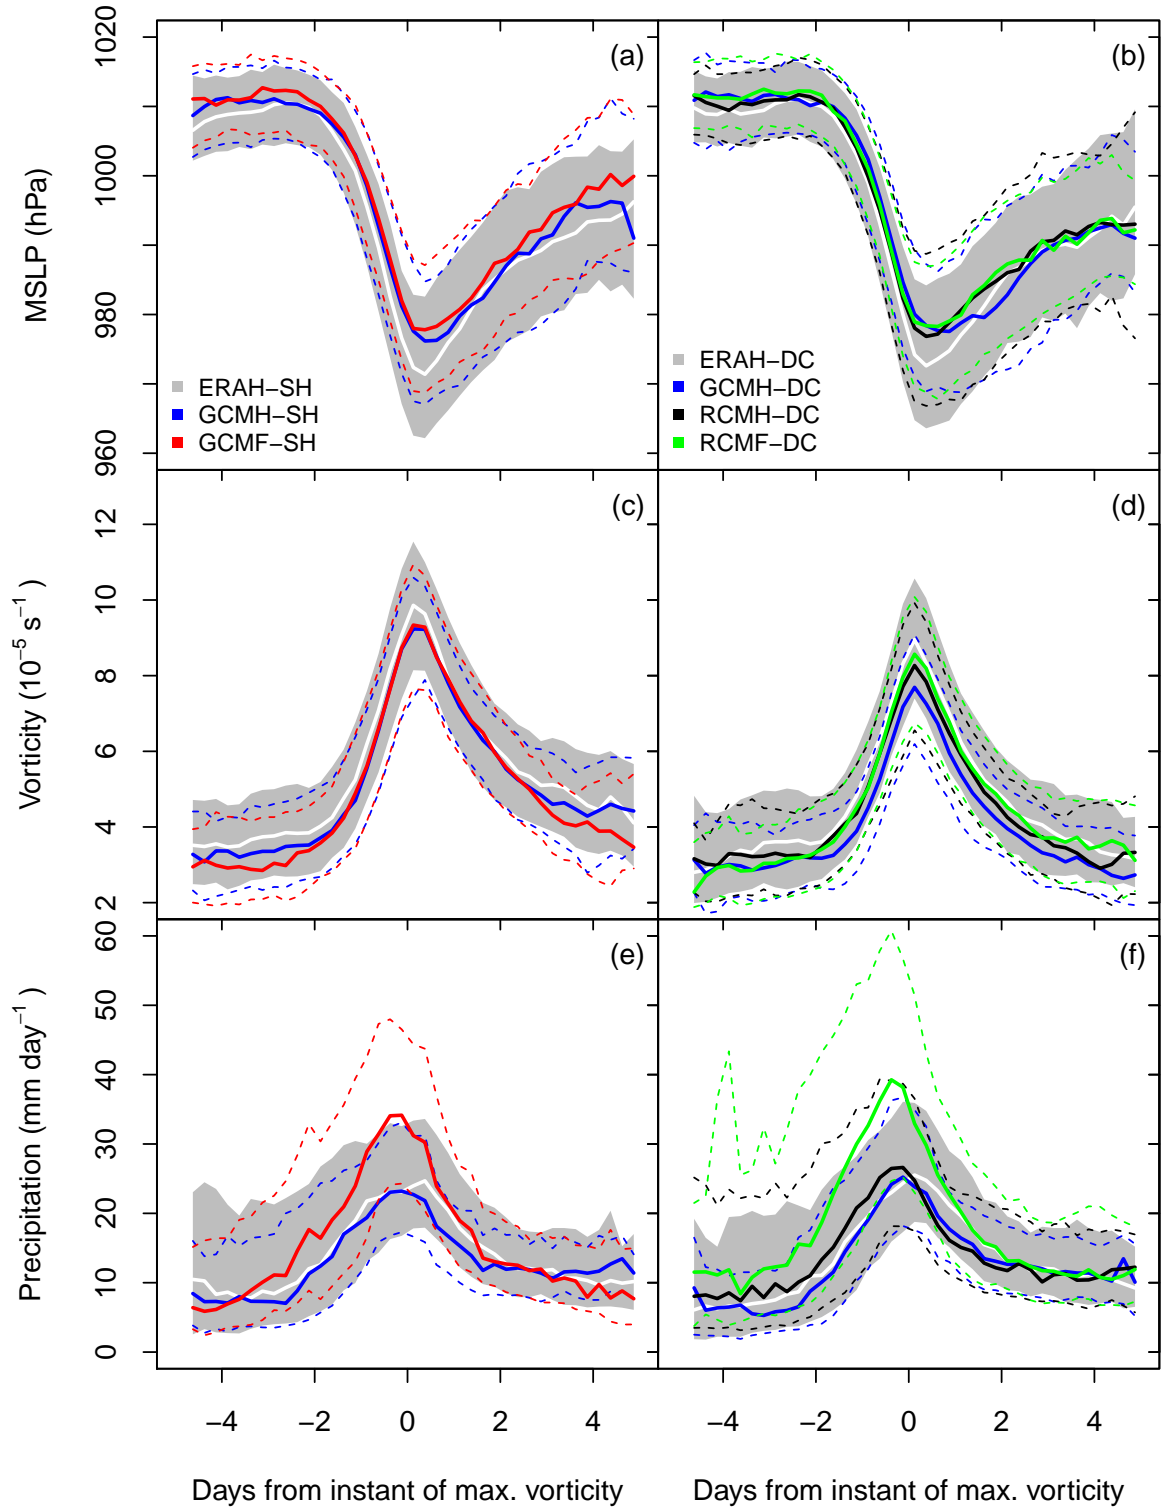 (a)
(b)
MSLP (hPa)
1020
1000
980
960
ERAH−SH
GCMH−SH
GCMF−SH
ERAH−DC
GCMH−DC
RCMH−DC
RCMF−DC
(c)
(d)
Vorticity (10−5 s−1 )
12
10
8
6
4
2
(e)
(f)
Precipitation (mm day−1 )
60
50
40
30
20
10
0
−4 −2 0 2 4
−4 −2 0 2 4
Days from instant of max. vorticity
Days from instant of max. vorticity